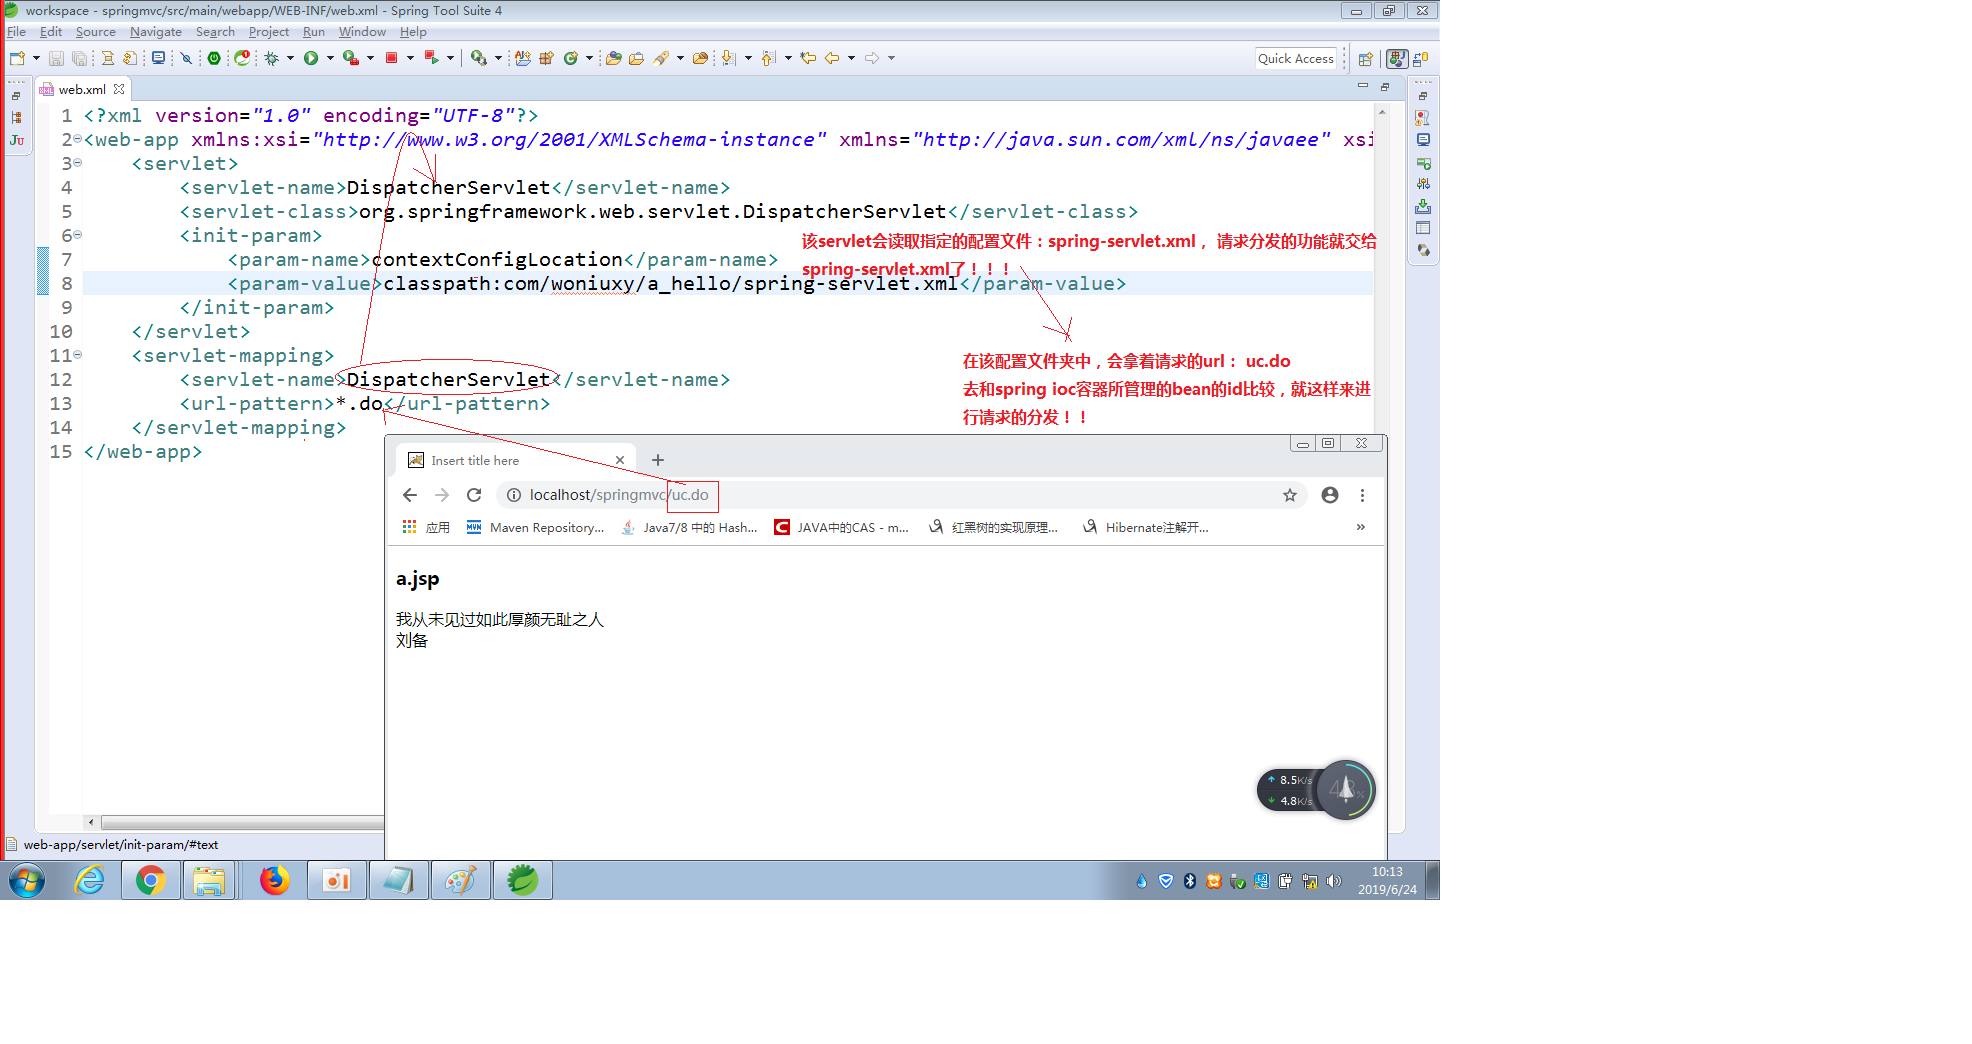 workspace - springmvc/src/main/webapp/WEB-INF/web.xml - Spring Tool Suite 4
File Edit Source Navigate Search Project Run Window Help
Quick Access
web.xml
1 <?xml version="1.0" encoding="UTF-8"?>
2 <web-app xmlns:xsi="http://www.w3.org/2001/XMLSchema-instance" xmlns="http://java.sun.com/xml/ns/javaee" xsi
3 <servlet>
4 <servlet-name>DispatcherServlet</servlet-name>
5 <servlet-class>org.springframework.web.servlet.DispatcherServlet</servlet-class>
6 <init-param>
该servlet会读取指定的配置文件：spring-servlet.xml，请求分发的功能就交给
7 <param-name>contextConfigLocation</param-name>
spring-servlet.xml了！！！
8 <param-value>classpath:com/woniuxy/a_hello/spring-servlet.xml</param-value>
9 </init-param>
10 </servlet>
11 <servlet-mapping>
在该配置文件夹中，会拿着请求的url： uc.do
12 <servlet-name>DispatcherServlet</servlet-name>
去和spring ioc容器所管理的bean的id比较，就这样来进
13 <url-pattern>*.do</url-pattern>
行请求的分发！！
14 </servlet-mapping>
15 </web-app>
Insert title here
localhost/springmvc/uc.do
应用 Maven Repository... Java7/8 中的 Hash... JAVA中的CAS - m... 红黑树的实现原理... Hibernate注解开... »
a.jsp
我从未见过如此厚颜无耻之人
刘备
8.5K/s
4.8K/s
web-app/servlet/init-param/#text
10:13
2019/6/24